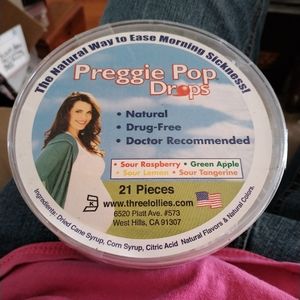 The Natural Way to Ease Morning Sickness!
Preggie Pop
Drops
• Natural
• Drug-Free
• Doctor Recommended
• Sour Raspberry • Green Apple
• Sour Lemon • Sour Tangerine
21 Pieces
www.threelollies.com
6520 Platt Ave. #573
West Hills, CA 91307
K
Ingredients: Dried Cane Syrup, Corn Syrup, Citric Acid Natural Flavors & Natural Colors.